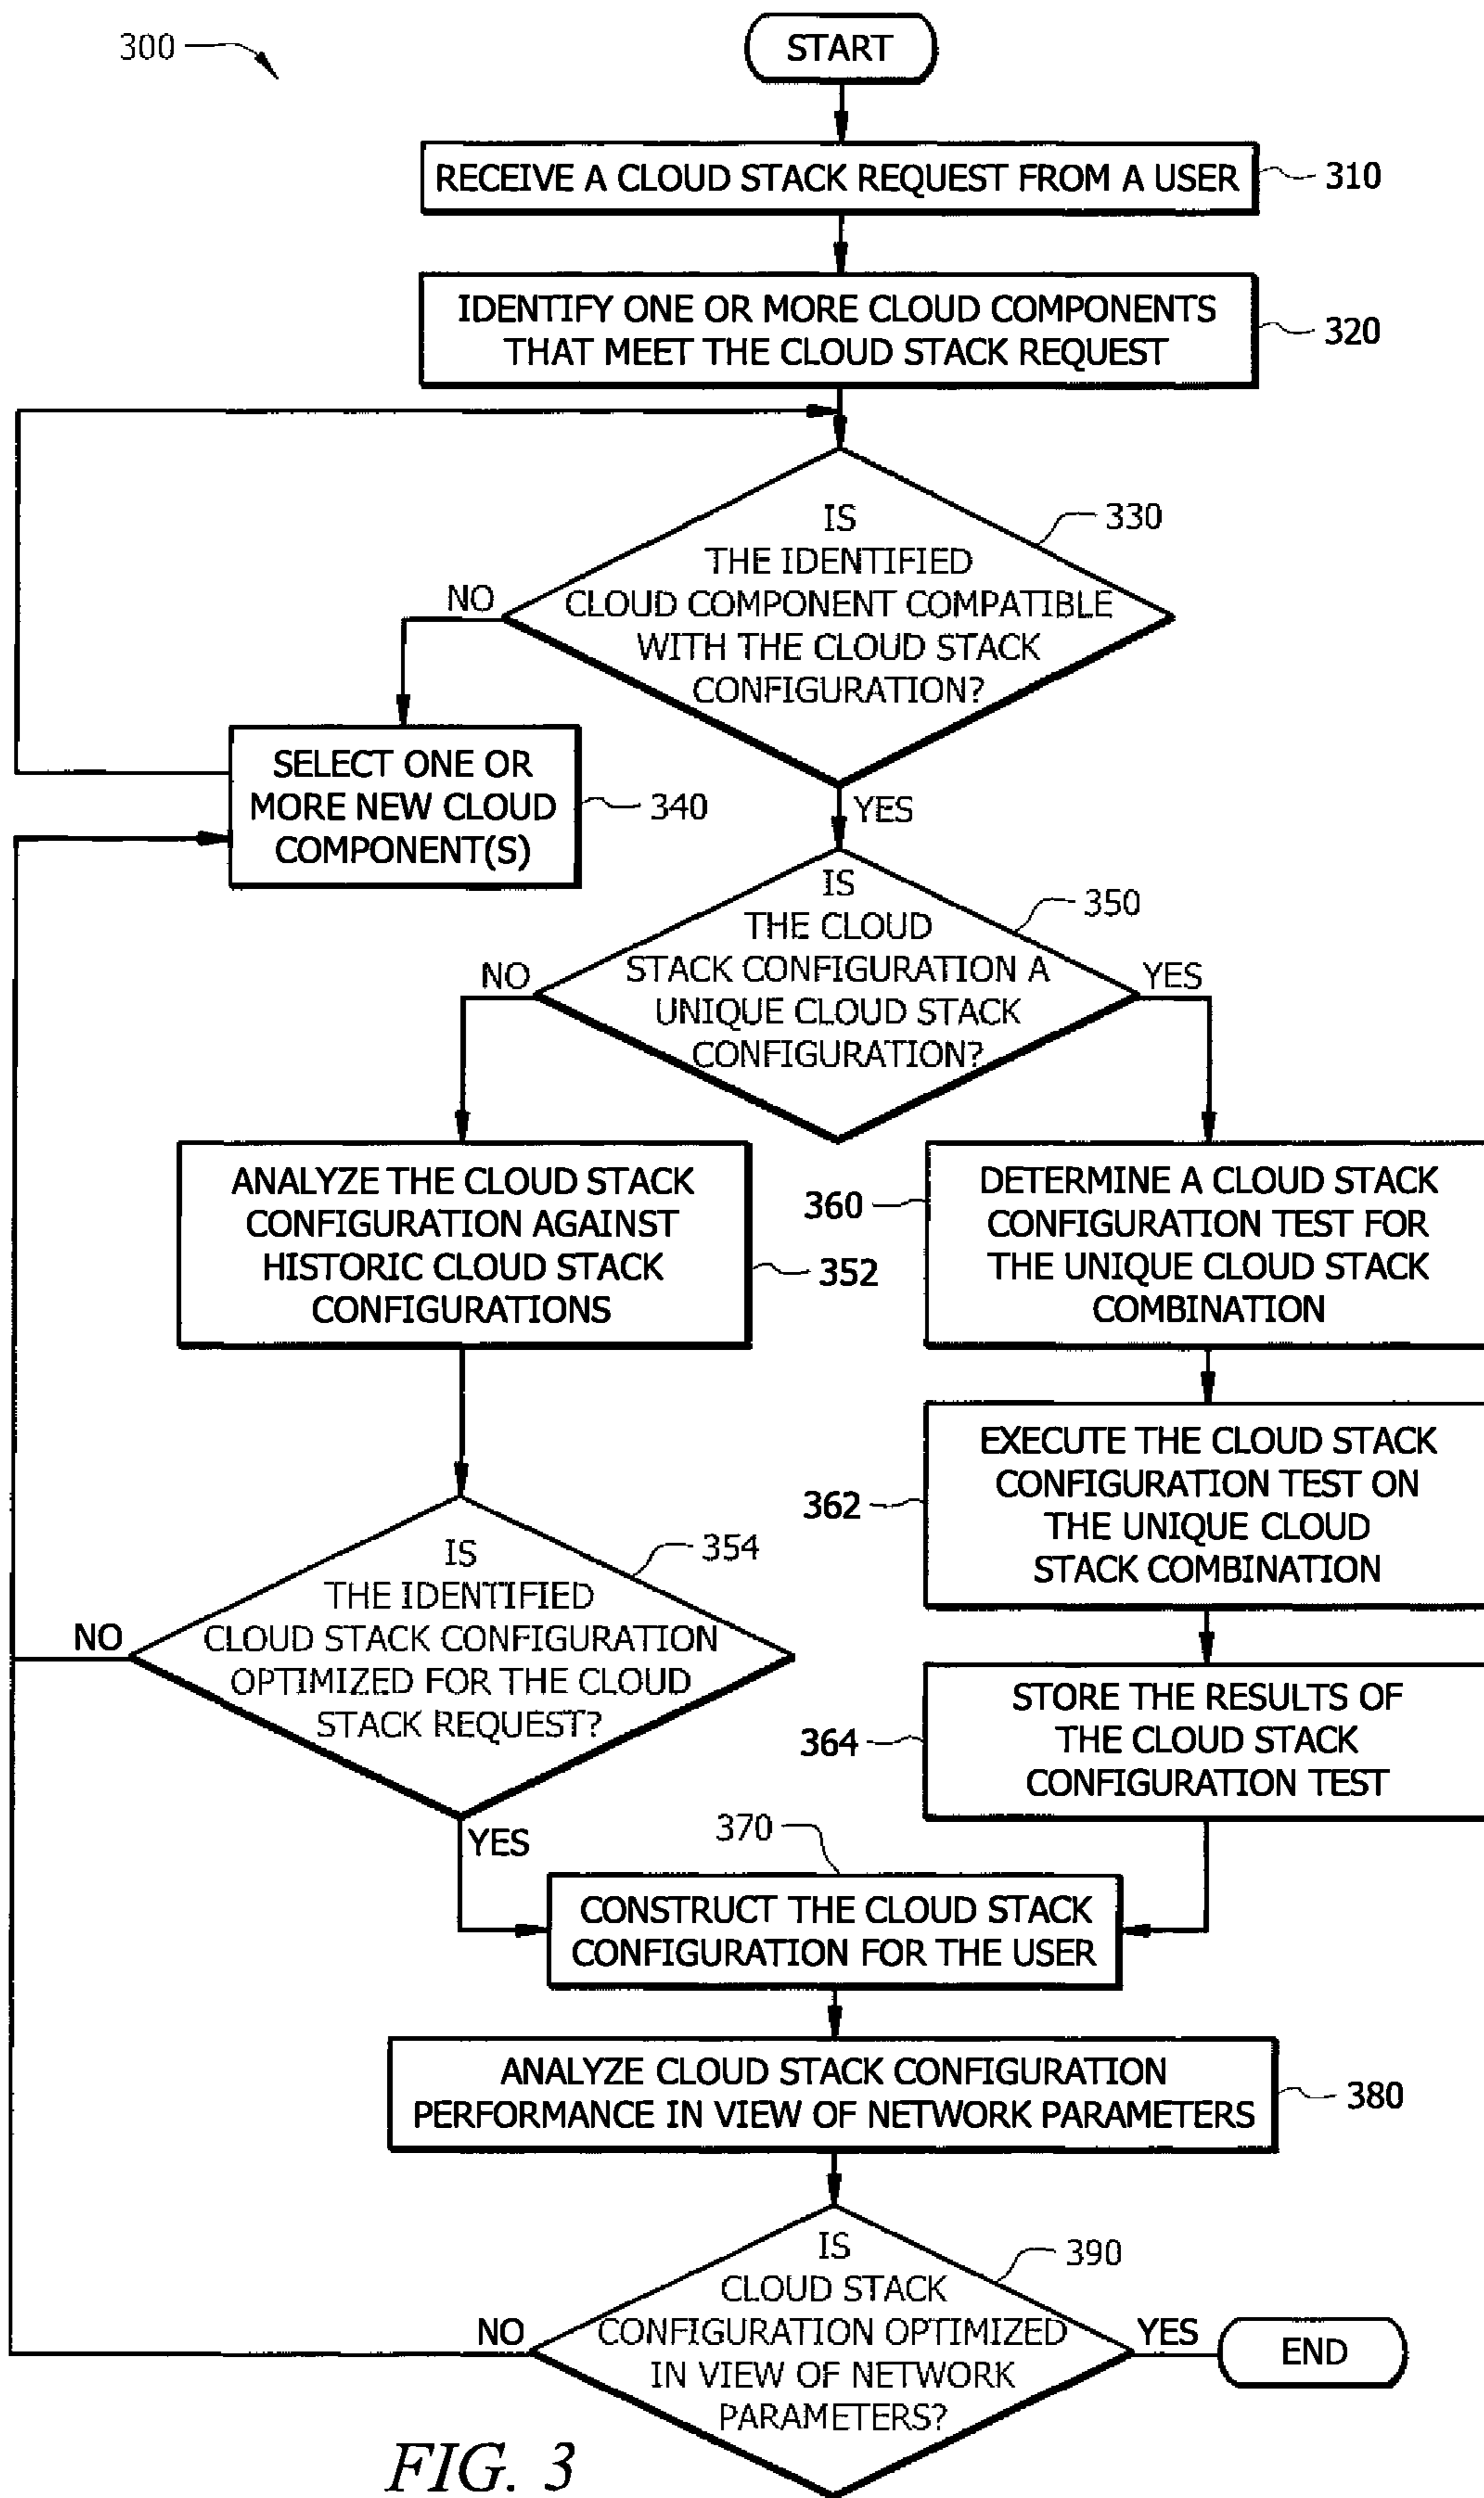 300
START
RECEIVE A CLOUD STACK REQUEST FROM A USER
310
IDENTIFY ONE OR MORE CLOUD COMPONENTS
THAT MEET THE CLOUD STACK REQUEST
320
IS
THE IDENTIFIED
CLOUD COMPONENT COMPATIBLE
WITH THE CLOUD STACK
CONFIGURATION?
330
NO
YES
SELECT ONE OR
MORE NEW CLOUD
COMPONENT(S)
340
IS
THE CLOUD
STACK CONFIGURATION A
UNIQUE CLOUD STACK
CONFIGURATION?
350
NO
YES
ANALYZE THE CLOUD STACK
CONFIGURATION AGAINST
HISTORIC CLOUD STACK
CONFIGURATIONS
352
360
DETERMINE A CLOUD STACK
CONFIGURATION TEST FOR
THE UNIQUE CLOUD STACK
COMBINATION
362
EXECUTE THE CLOUD STACK
CONFIGURATION TEST ON
THE UNIQUE CLOUD
STACK COMBINATION
IS
THE IDENTIFIED
CLOUD STACK CONFIGURATION
OPTIMIZED FOR THE CLOUD
STACK REQUEST?
354
NO
YES
364
STORE THE RESULTS OF
THE CLOUD STACK
CONFIGURATION TEST
370
CONSTRUCT THE CLOUD STACK
CONFIGURATION FOR THE USER
ANALYZE CLOUD STACK CONFIGURATION
PERFORMANCE IN VIEW OF NETWORK PARAMETERS
380
IS
CLOUD STACK
CONFIGURATION OPTIMIZED
IN VIEW OF NETWORK
PARAMETERS?
390
NO
YES
END
FIG. 3